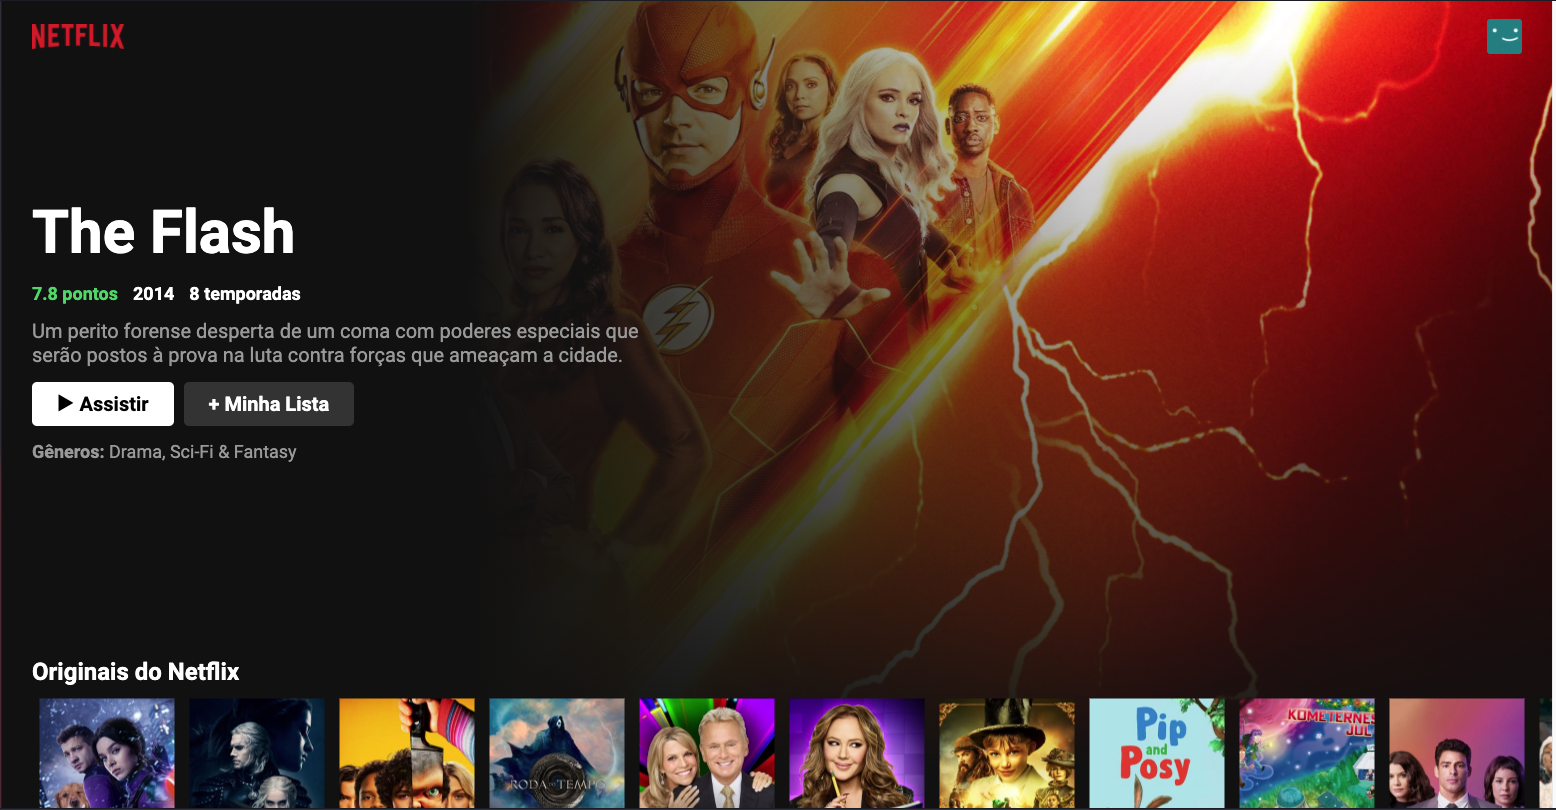 NETFLIX
The Flash
7.8 pontos 2014 8 temporadas
Um perito forense desperta de um coma com poderes especiais que
serão postos à prova na luta contra forças que ameaçam a cidade.
Assistir
+ Minha Lista
Gêneros: Drama, Sci-Fi & Fantasy
Originais do Netflix
RODA DO TEMPO
Pip
and
Posy
KOMETERNES
JUL